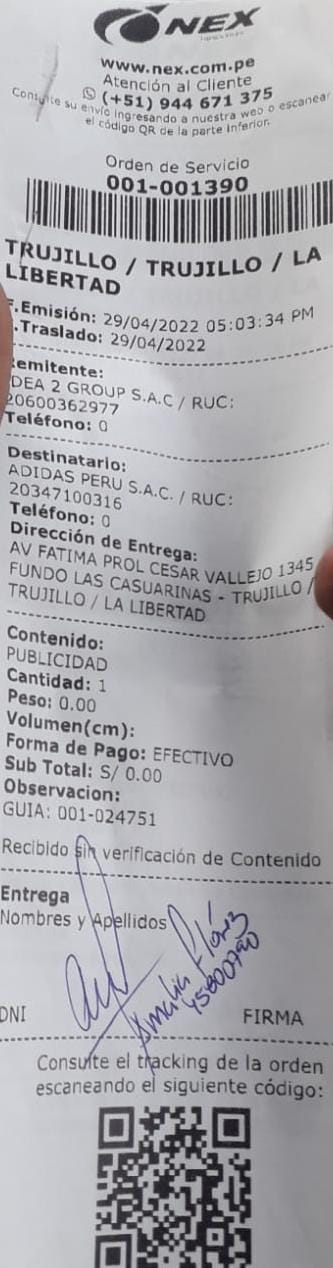 NEX
www.nex.com.pe
Atención al Cliente
(+51) 944 671 375
Consulte su envío ingresando a nuestra web o escanear
el código QR de la parte inferior.
Orden de Servicio
001-001390
TRUJILLO / TRUJILLO / LA
LIBERTAD
.Emisión: 29/04/2022 05:03:34 PM
.Traslado: 29/04/2022
emitente:
DEA 2 GROUP S.A.C / RUC:
20600362977
Teléfono: 0
Destinatario:
ADIDAS PERU S.A.C. / RUC:
20347100316
Teléfono: 0
Dirección de Entrega:
AV FATIMA PROL CESAR VALLEJO 1345
FUNDO LAS CASUARINAS - TRUJILLO /
TRUJILLO / LA LIBERTAD
Contenido:
PUBLICIDAD
Cantidad: 1
Peso: 0.00
Volumen(cm):
Forma de Pago: EFECTIVO
Sub Total: S/ 0.00
Observacion:
GUIA: 001-024751
Recibido sin verificación de Contenido
Entrega
Nombres y Apellidos
Amalia Flórez
45800790
DNI FIRMA
Consulte el tracking de la orden
escaneando el siguiente código: